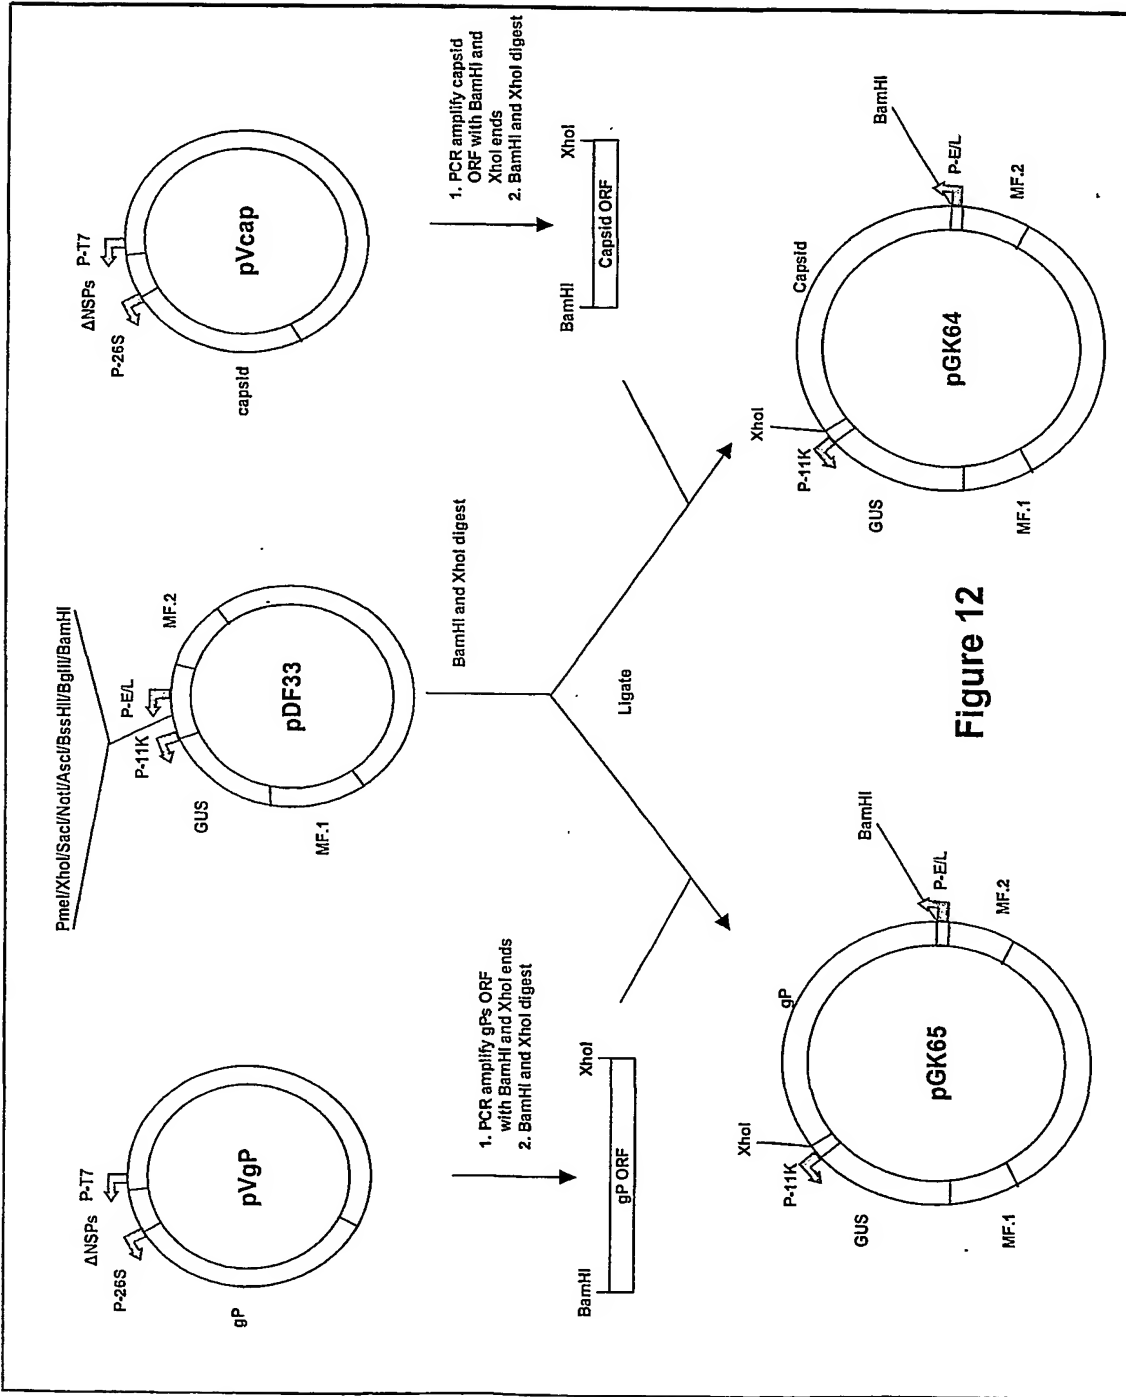 PmeI/XhoI/SacI/NotI/AscI/BssHII/BglII/BamHI
ΔNSPs
P-T7
P-26S
pVgP
gP
P-E/L
P-11K
MF.2
pDF33
GUS
MF.1
ΔNSPs
P-T7
P-26S
pVcap
capsid
1. PCR amplify gPs ORF
with BamHI and XhoI ends
2. BamHI and XhoI digest
BamHI and XhoI digest
1. PCR amplify capsid
ORF with BamHI and
XhoI ends
2. BamHI and XhoI digest
BamHI
XhoI
gP ORF
Ligate
BamHI
XhoI
Capsid ORF
XhoI
P-11K
gP
BamHI
P-E/L
pGK65
MF.2
GUS
MF.1
XhoI
P-11K
Capsid
BamHI
P-E/L
pGK64
MF.2
GUS
MF.1
Figure 12